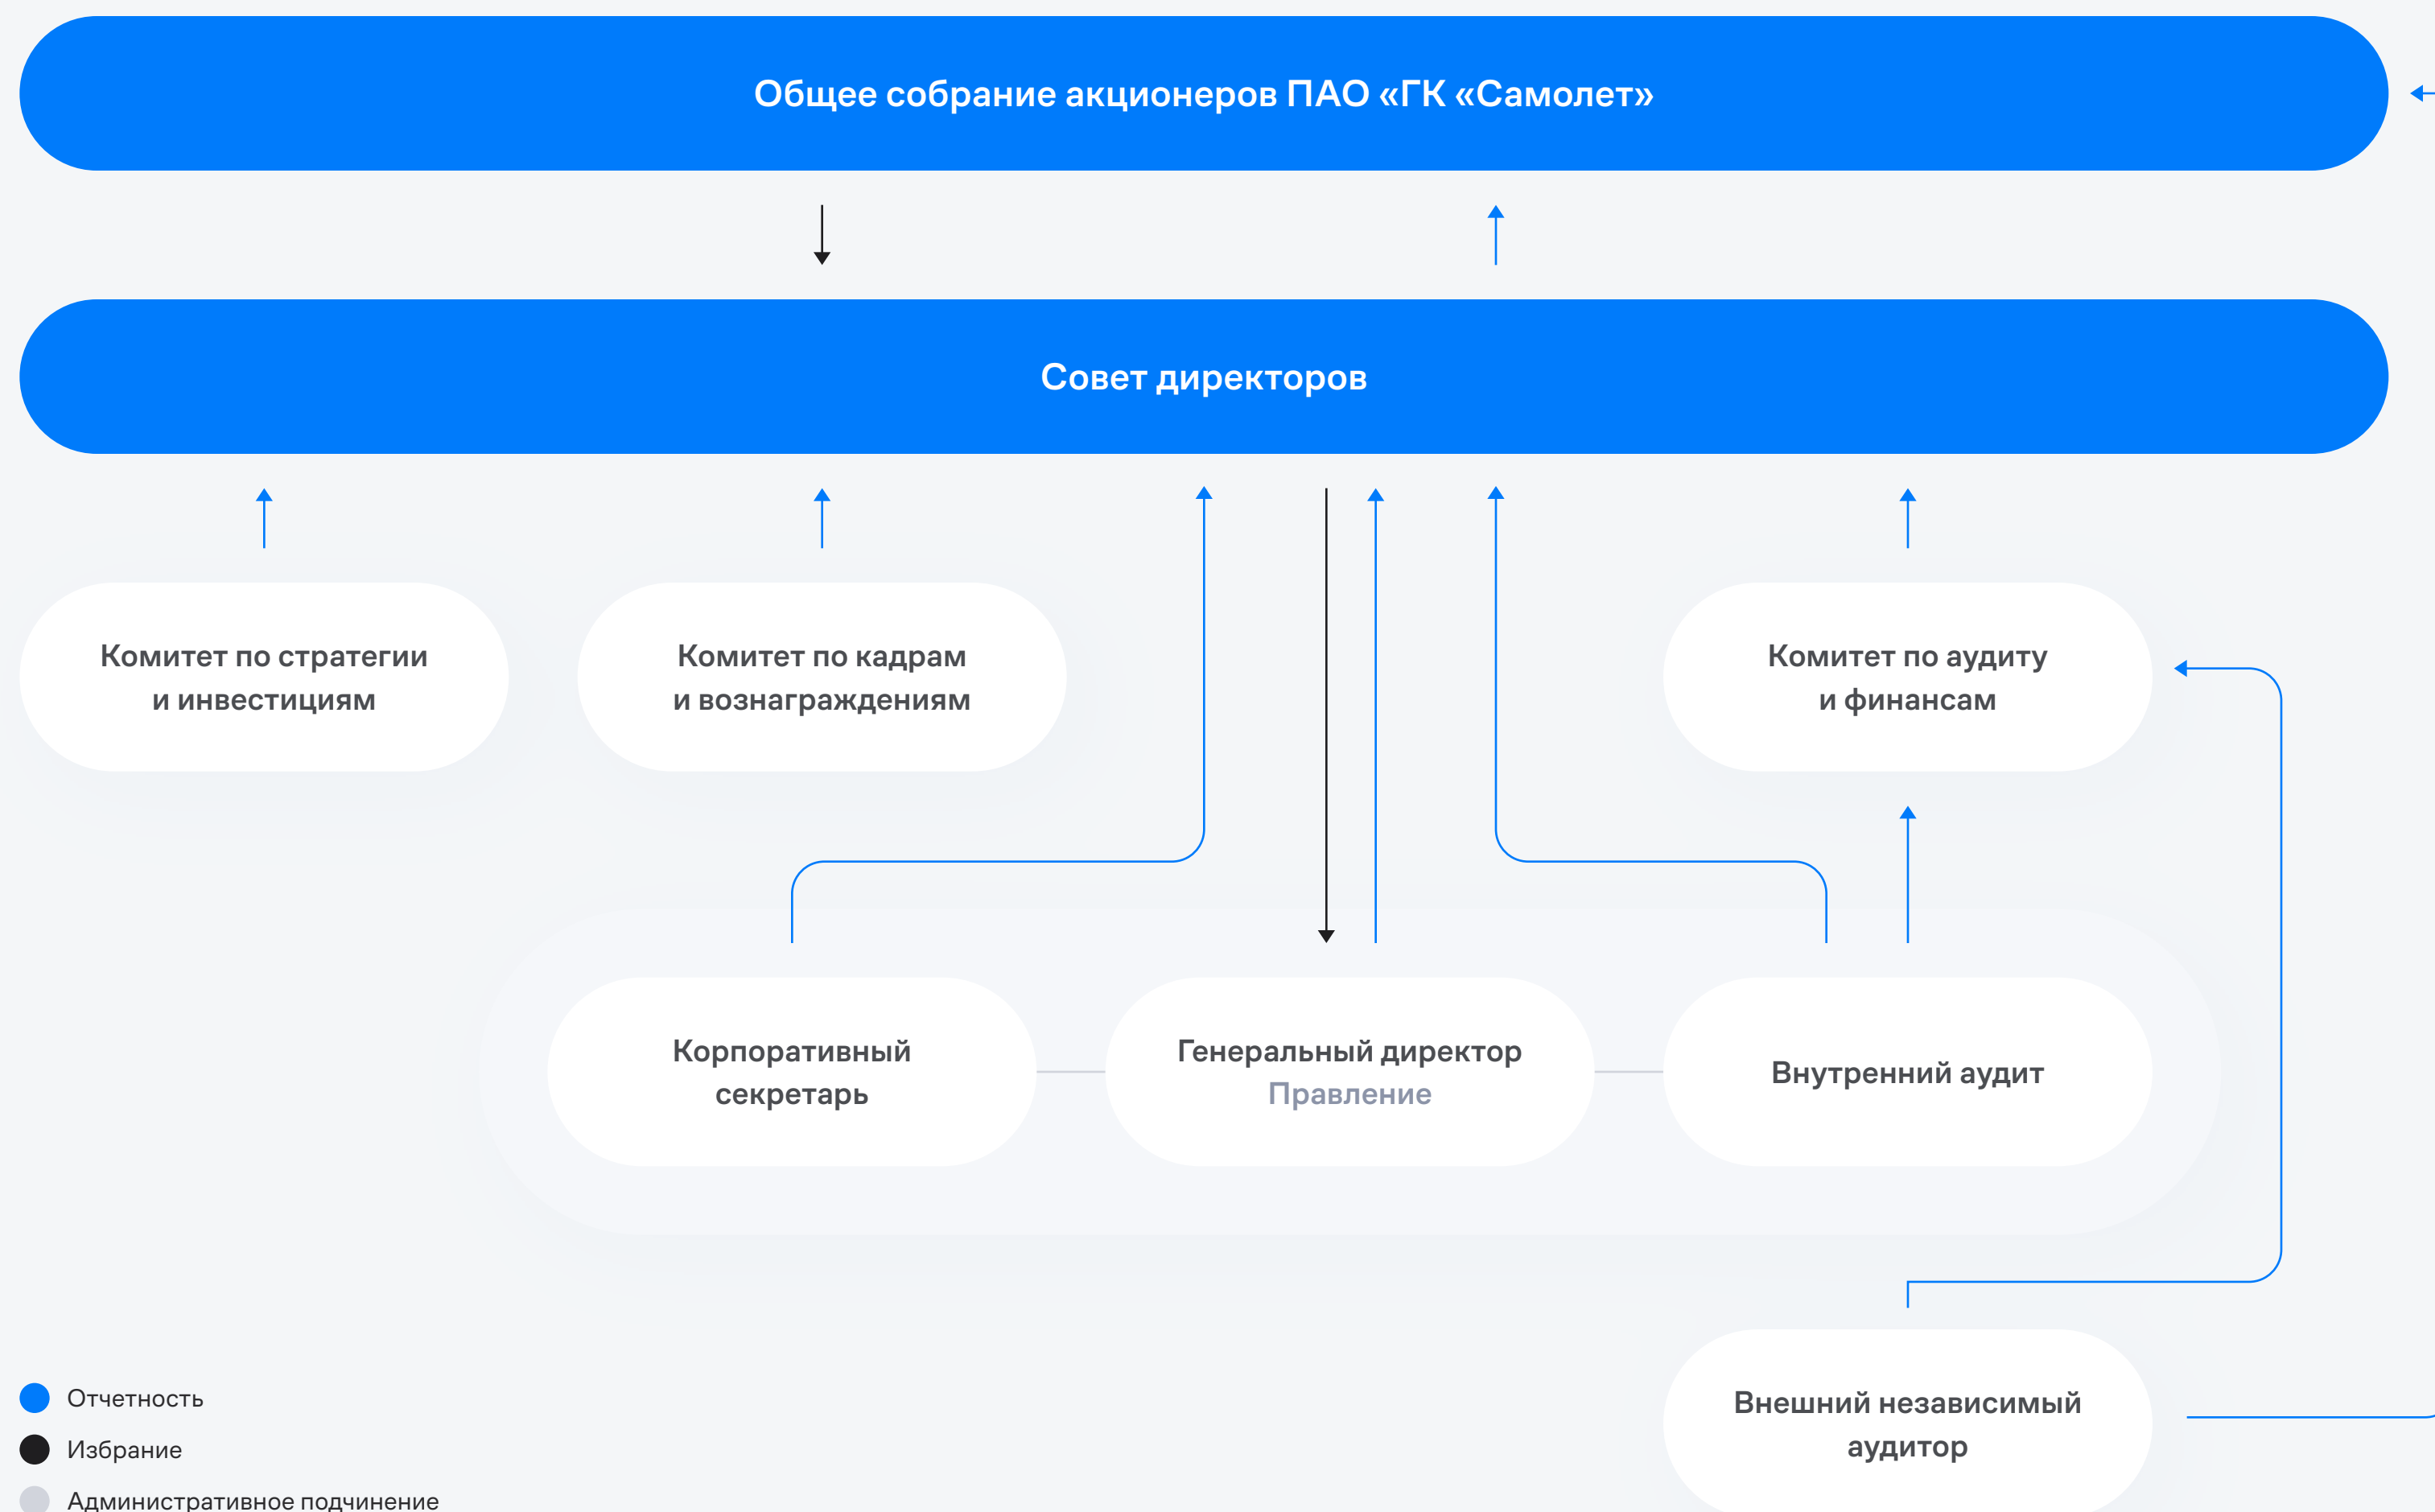 Общее собрание акционеров ПАО «ГК «Самолет»
Совет директоров
Комитет по стратегии
и инвестициям
Комитет по кадрам
и вознаграждениям
Комитет по аудиту
и финансам
Корпоративный
секретарь
Генеральный директор
Правление
Внутренний аудит
Внешний независимый
аудитор
Отчетность
Избрание
Административное подчинение